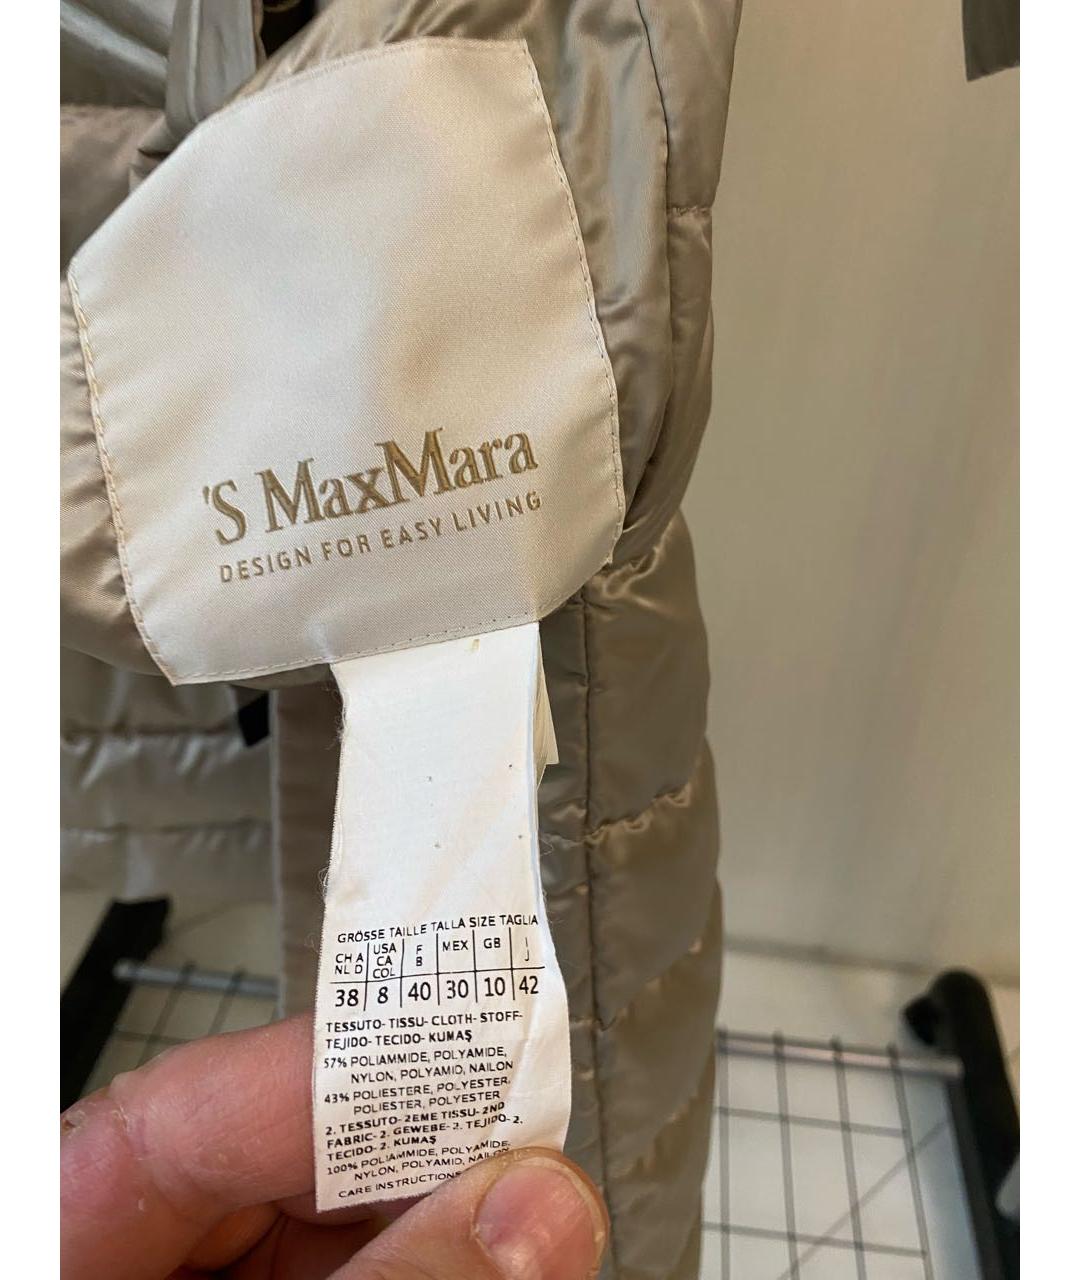 'S MaxMara
DESIGN FOR EASY LIVING
GRÖSSE TAILLE TALLA SIZE TAGLIA
CH A USA F MEX GB I
NL D CA B J
COL
38 8 40 30 10 42
TESSUTO-TISSU-CLOTH-STOFF-
TEJIDO-TECIDO-KUMAŞ
57% POLIAMMIDE, POLYAMIDE,
NYLON, POLYAMID, NAILON
43% POLIESTERE, POLYESTER,
POLIESTER, POLYESTER
2. TESSUTO-2EME TISSU-2ND
FABRIC-2. GEWEBE-2. TEJIDO-2.
TECIDO-2. KUMAŞ
100% POLIAMMIDE, POLYAMIDE,
NYLON, POLYAMID, NAILON
CARE INSTRUCTIONS